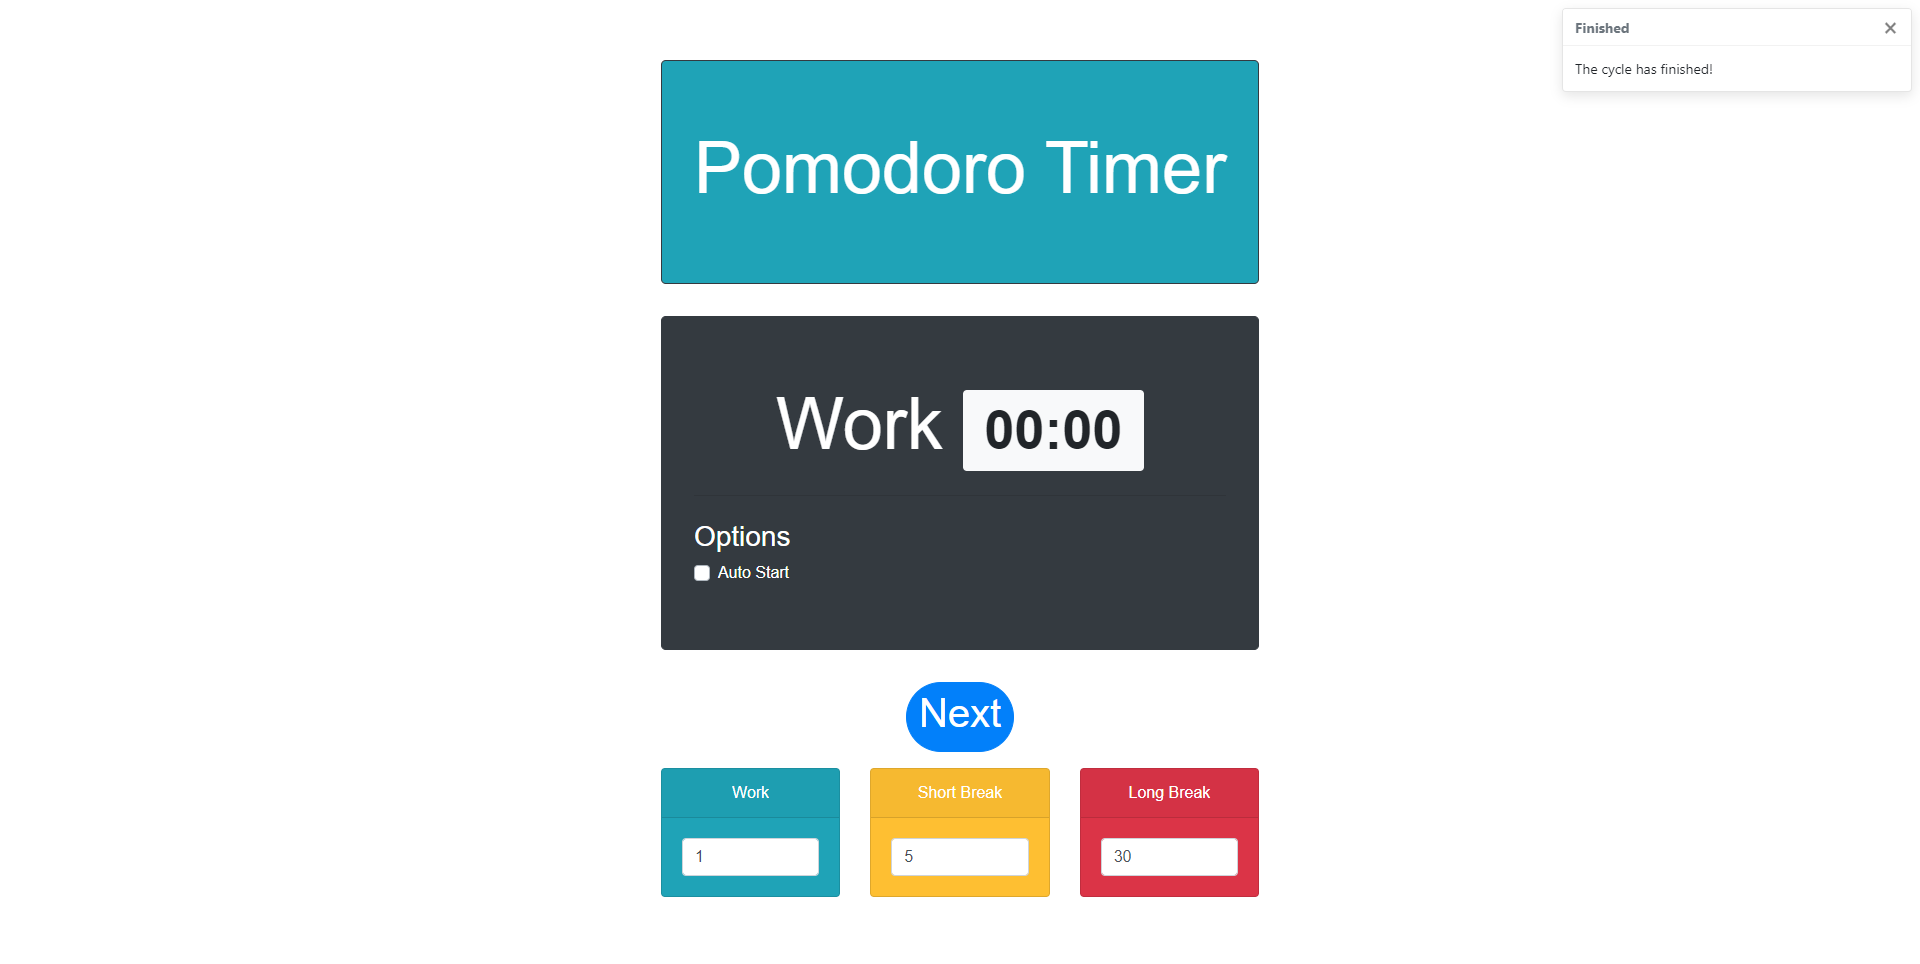 Finished
The cycle has finished!
Pomodoro Timer
Work 00:00
Options
Auto Start
Next
Work
1
Short Break
5
Long Break
30